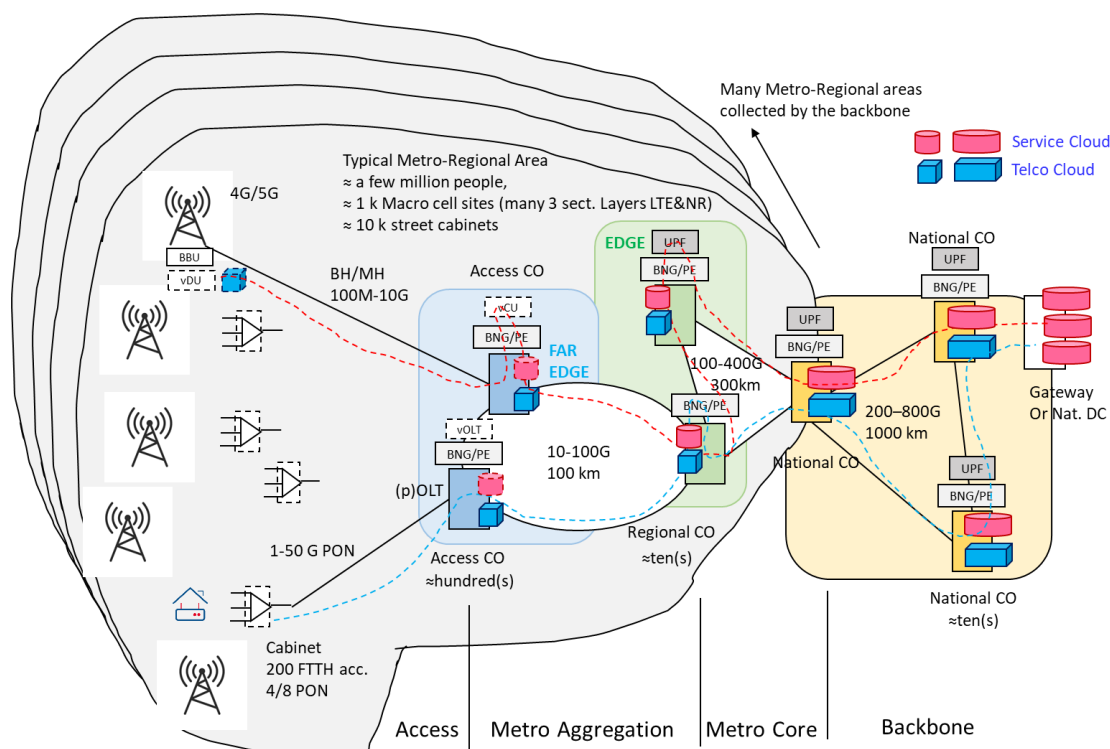 Many Metro-Regional areas
collected by the backbone
Service Cloud
Telco Cloud
Typical Metro-Regional Area
≈ a few million people,
≈ 1 k Macro cell sites (many 3 sect. Layers LTE&NR)
≈ 10 k street cabinets
4G/5G
BBU
vDU
BH/MH
100M-10G
Access CO
vCU
BNG/PE
FAR
EDGE
vOLT
BNG/PE
(p)OLT
Access CO
≈hundred(s)
1-50 G PON
Cabinet
200 FTTH acc.
4/8 PON
10-100G
100 km
EDGE
UPF
BNG/PE
100-400G
300km
BNG/PE
Regional CO
≈ten(s)
UPF
BNG/PE
National CO
National CO
UPF
BNG/PE
200–800G
1000 km
Gateway
Or Nat. DC
UPF
BNG/PE
National CO
≈ten(s)
Access
Metro Aggregation
Metro Core
Backbone